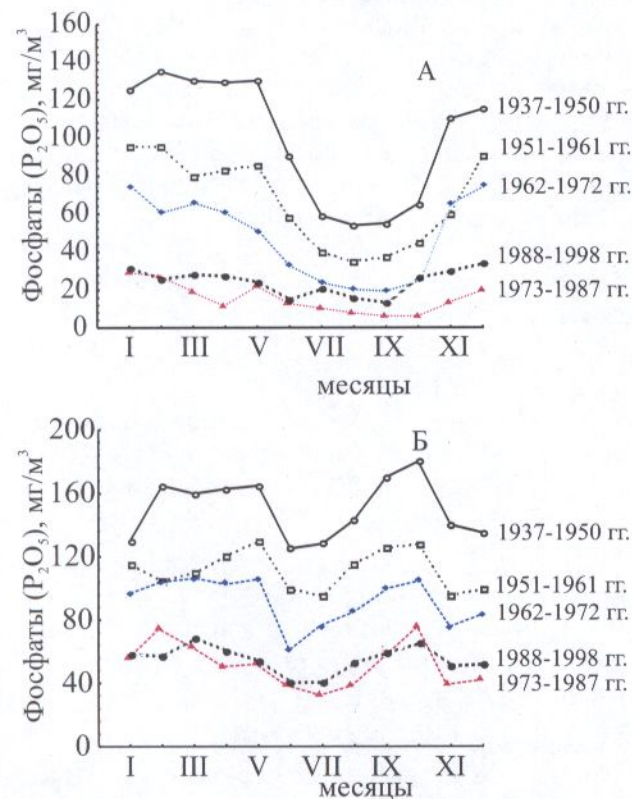 Фосфаты (P₂O₅), мг/м³
160
140
120
100
80
60
40
20
0
А
1937-1950 гг.
1951-1961 гг.
1962-1972 гг.
1988-1998 гг.
1973-1987 гг.
I III V VII IX XI
месяцы
Фосфаты (P₂O₅), мг/м³
200
160
120
80
40
0
Б
1937-1950 гг.
1951-1961 гг.
1962-1972 гг.
1988-1998 гг.
1973-1987 гг.
I III V VII IX XI
месяцы